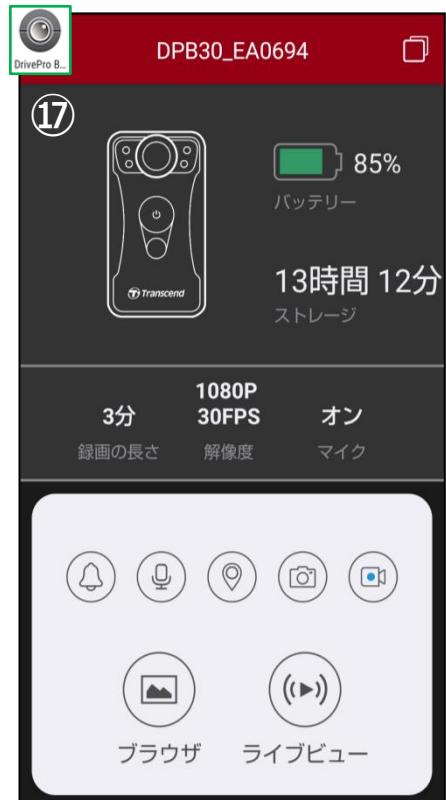 DrivePro B...
DPB30_EA0694
⑰
85%
バッテリー
Transcend
13時間 12分
ストレージ
3分
1080P
30FPS
オン
録画の長さ
解像度
マイク
ブラウザ
ライブビュー